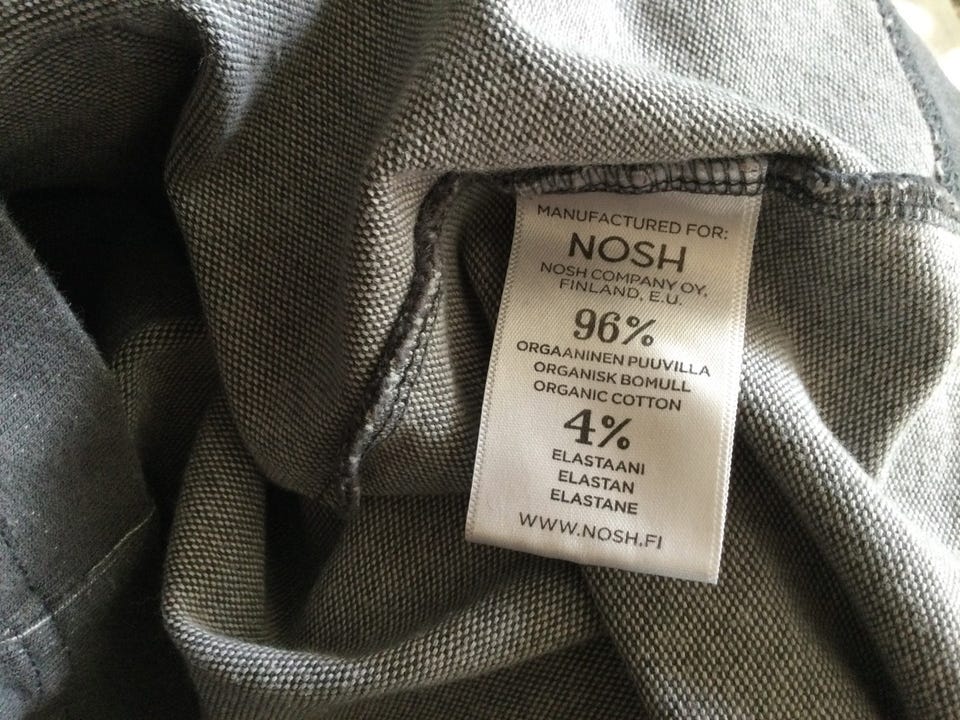 MANUFACTURED FOR:
NOSH
NOSH COMPANY OY,
FINLAND, E.U.
96%
ORGAANINEN PUUVILLA
ORGANISK BOMULL
ORGANIC COTTON
4%
ELASTAANI
ELASTAN
ELASTANE
WWW.NOSH.FI